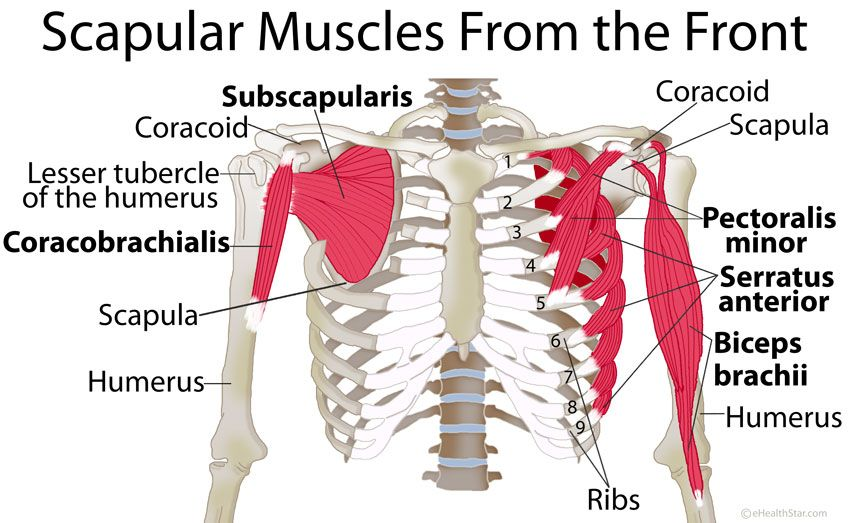 Scapular Muscles From the Front
Subscapularis
Coracoid
Lesser tubercle
of the humerus
Coracobrachialis
Scapula
Humerus
Coracoid
Scapula
Pectoralis
minor
Serratus
anterior
Biceps
brachii
Humerus
Ribs
1
2
3
4
5
6
7
8
9
© eHealthStar.com